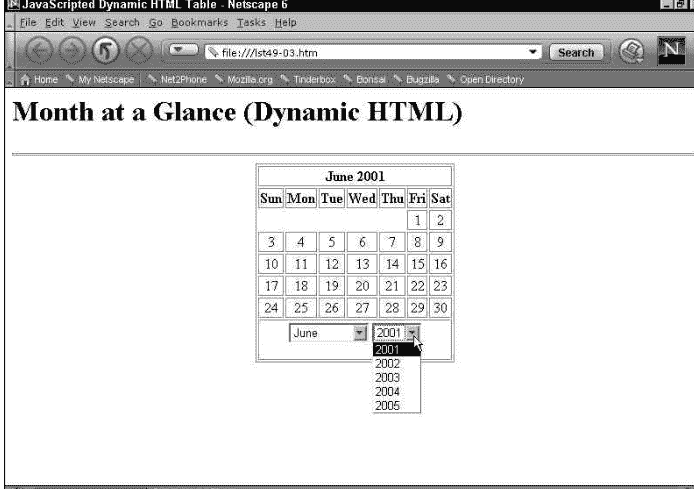 JavaScripted Dynamic HTML Table - Netscape 6
File Edit View Search Go Bookmarks Tasks Help
file:///lst49-03.htm Search N
Home My Netscape Net2Phone Mozilla.org Tinderbox Bonsai Bugzilla Open Directory
Month at a Glance (Dynamic HTML)
June 2001
Sun Mon Tue Wed Thu Fri Sat
1 2
3 4 5 6 7 8 9
10 11 12 13 14 15 16
17 18 19 20 21 22 23
24 25 26 27 28 29 30
June 2001
2001
2002
2003
2004
2005